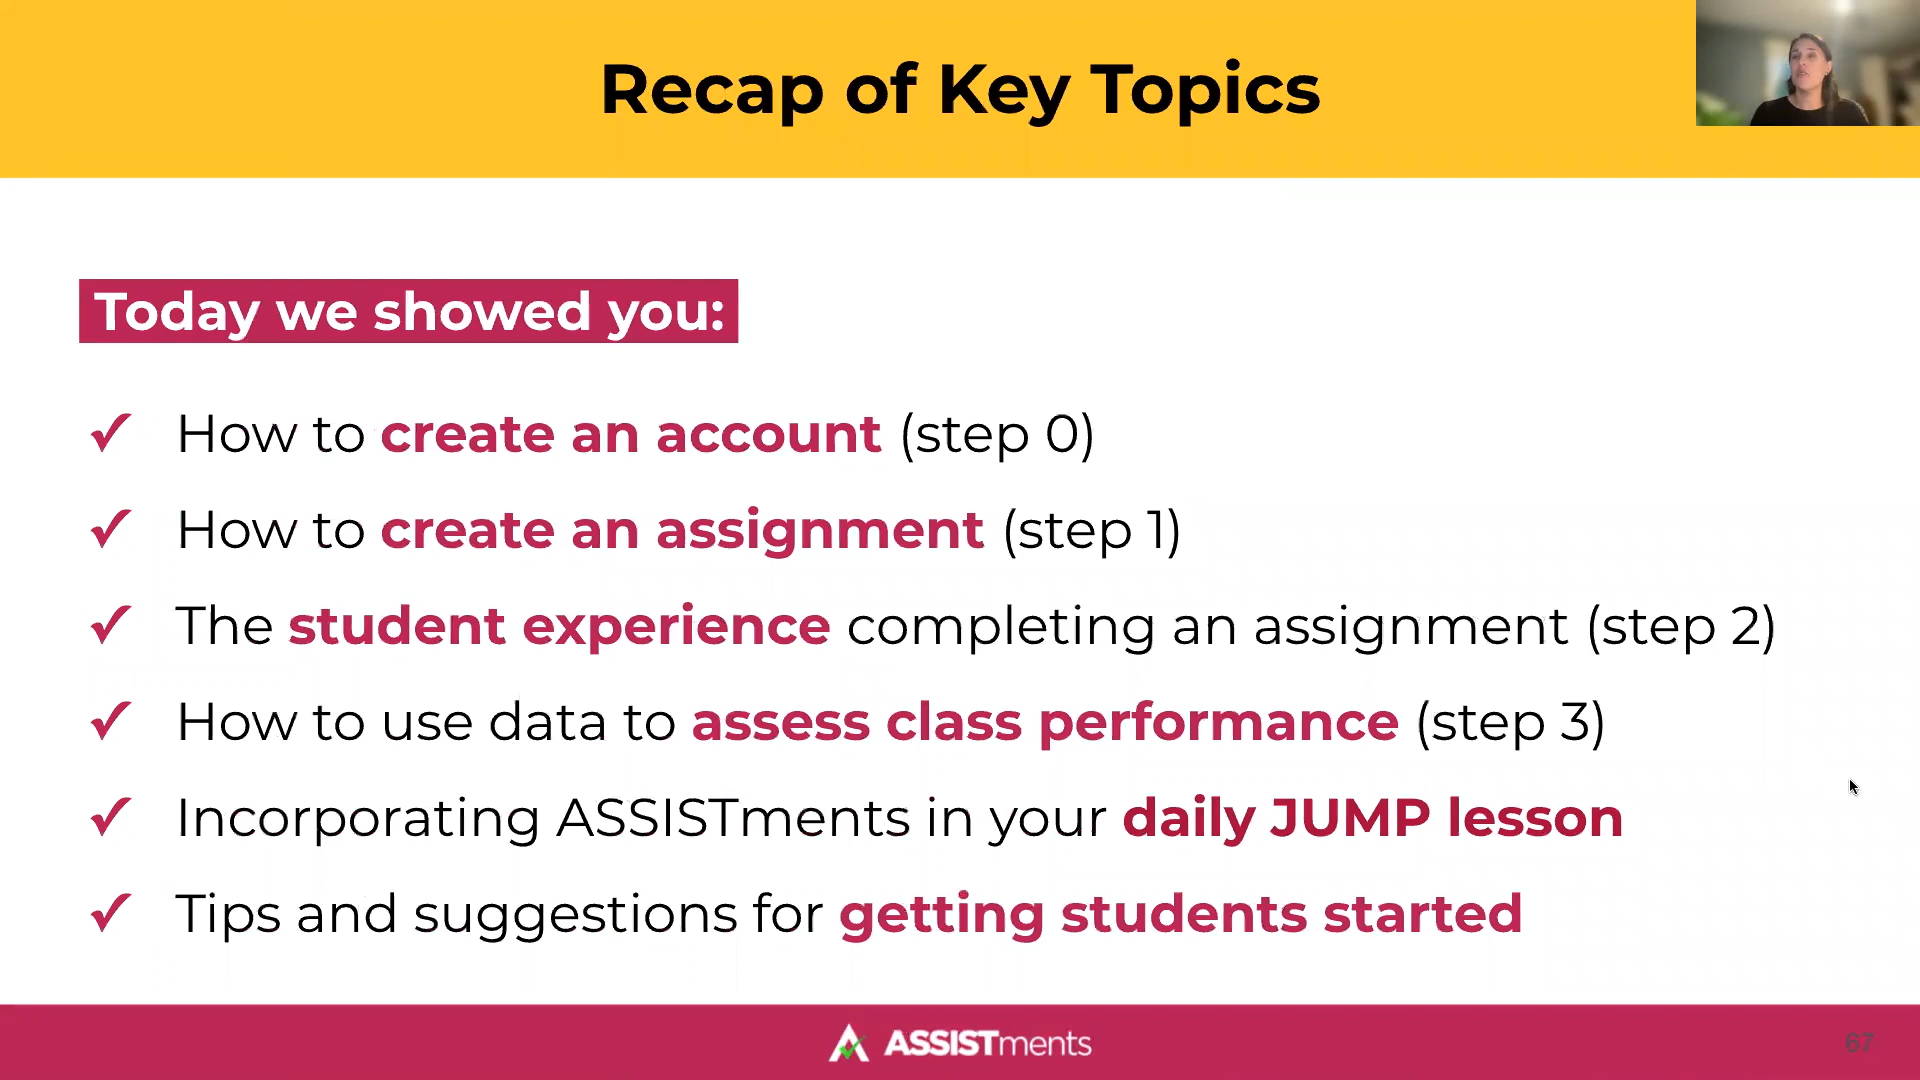 Recap of Key Topics
Today we showed you:
✓ How to create an account (step 0)
✓ How to create an assignment (step 1)
✓ The student experience completing an assignment (step 2)
✓ How to use data to assess class performance (step 3)
✓ Incorporating ASSISTments in your daily JUMP lesson
✓ Tips and suggestions for getting students started
ASSISTments
67